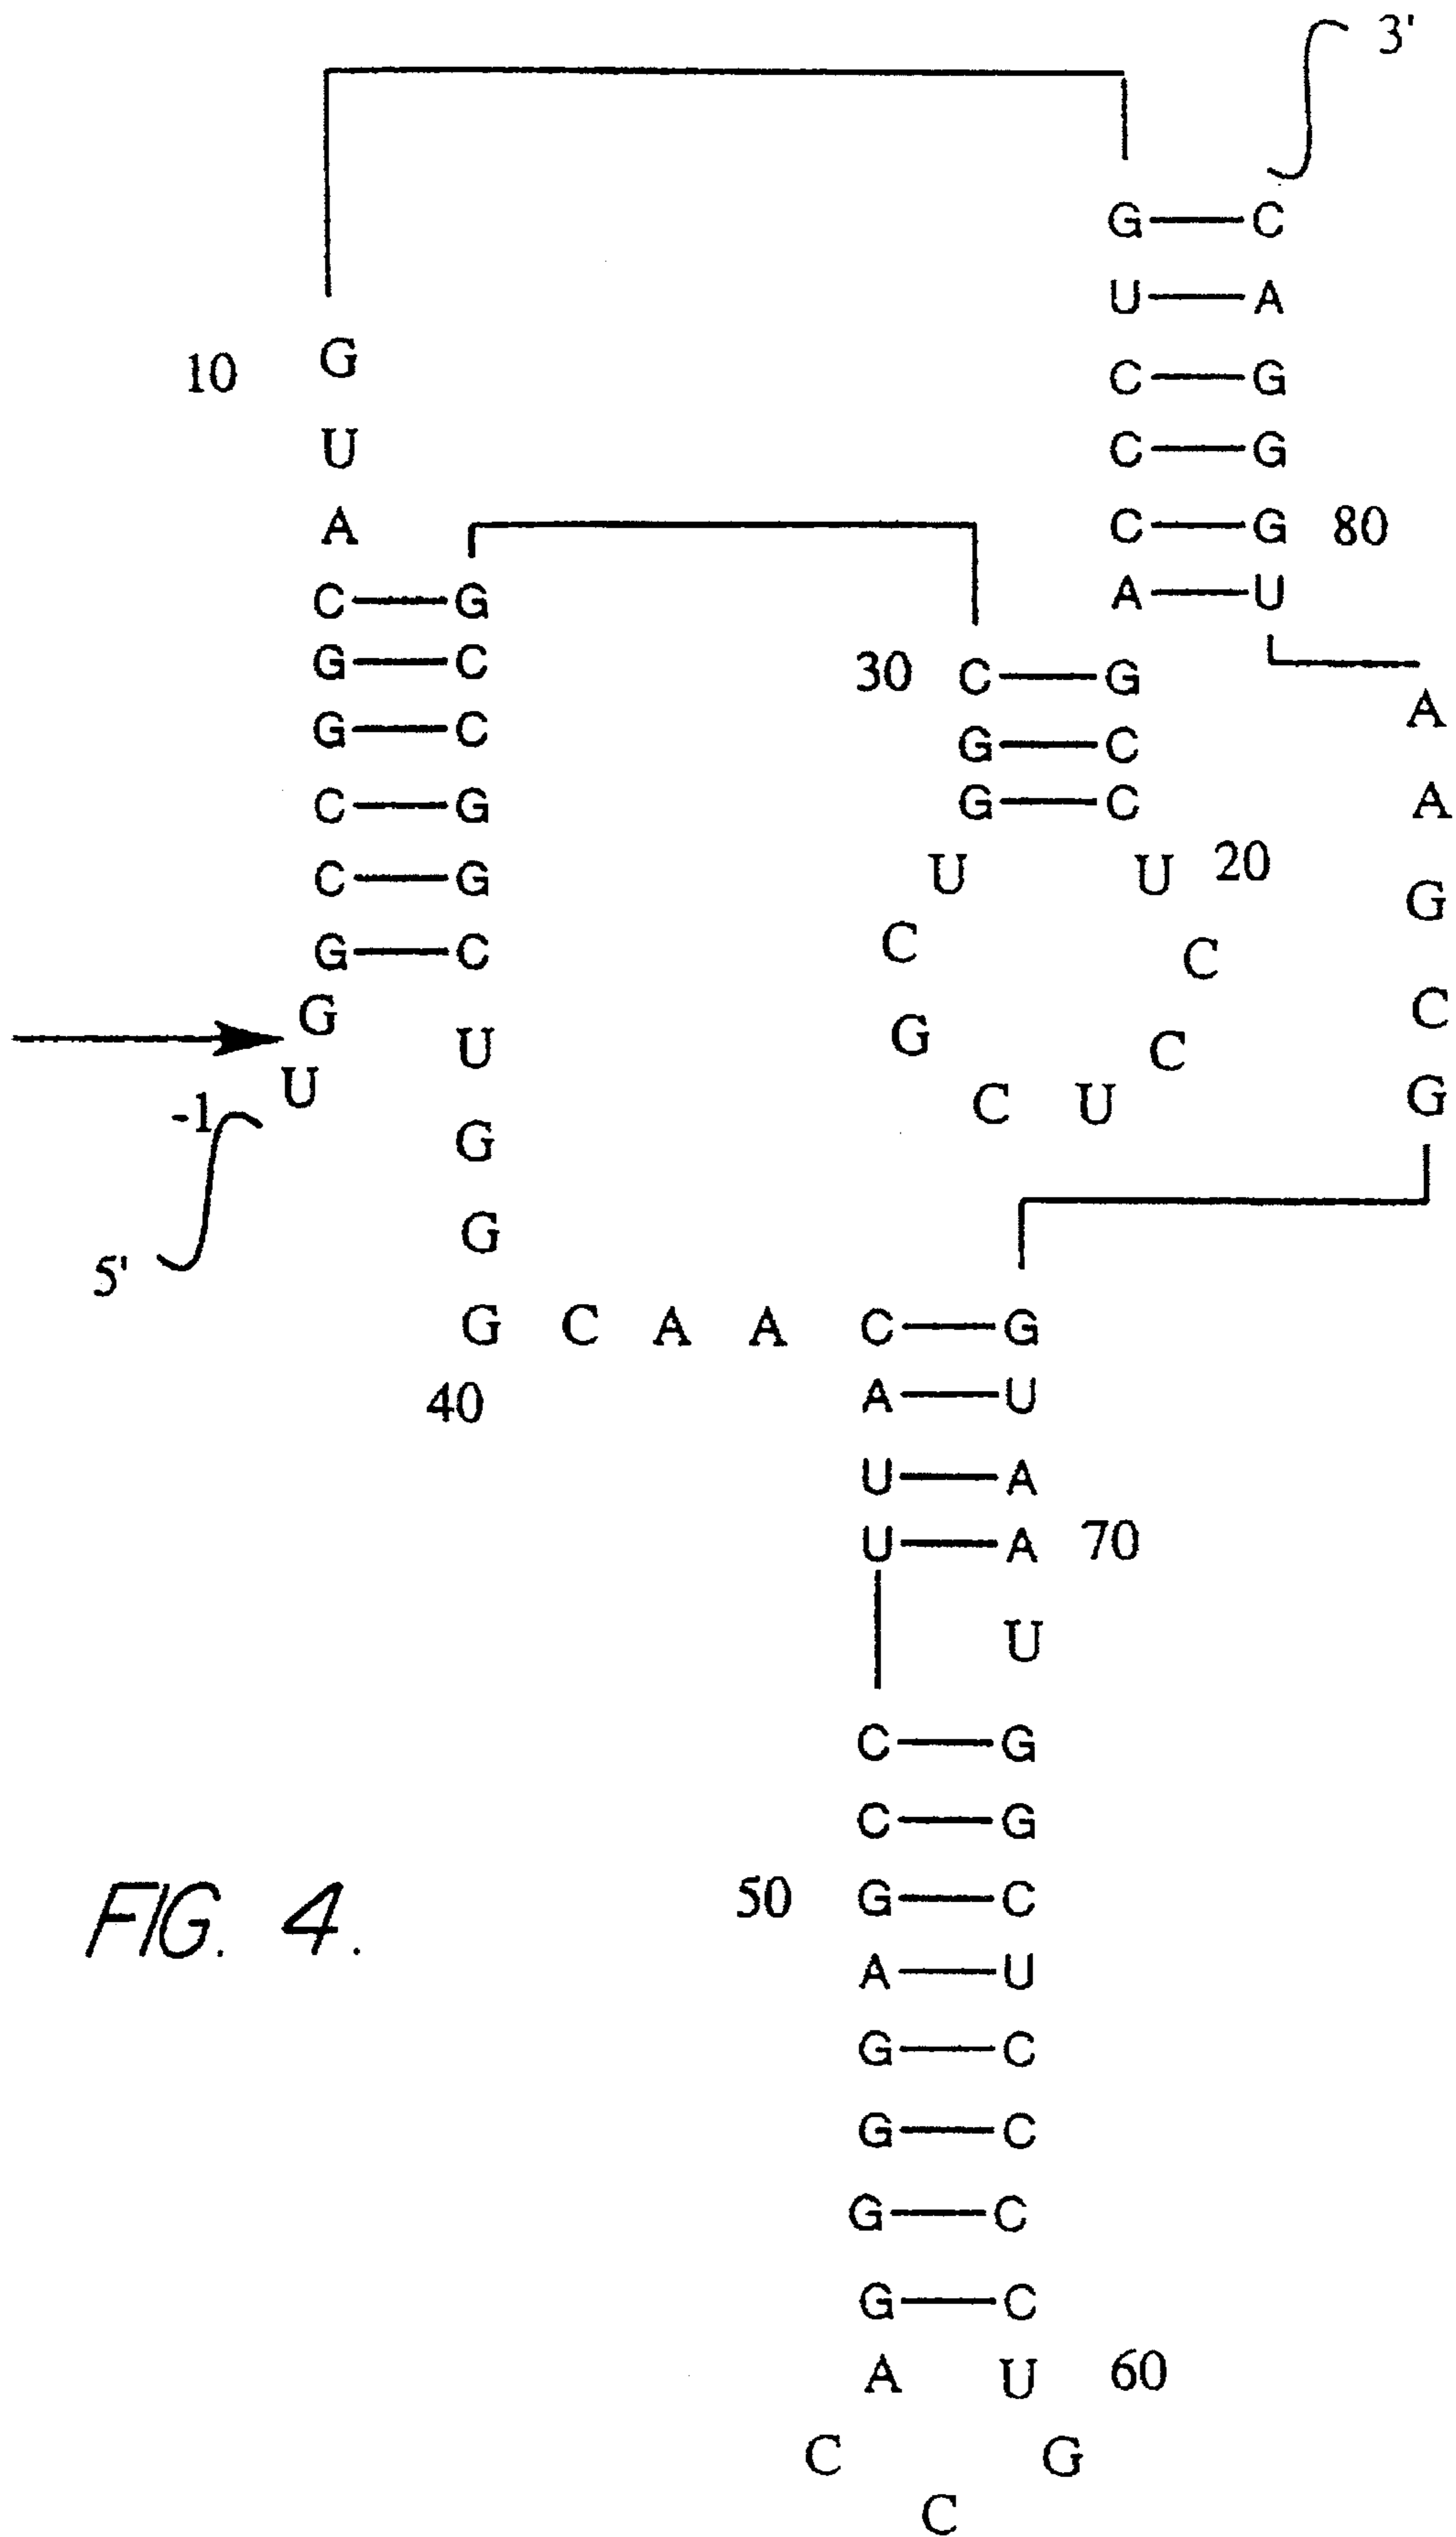 3'
G C
U A
10 G C G
U C G
A C G 80
C G A U
G C 30 C G A
G C G C A
C G G C G
C G U U 20
G C C C C
G U G C G
-1 U C U
5' G
G
G C A A C G
40 A U
U A
U A 70
U
C G
C G
50 G C
A U
G C
G C
G C
G C
A U 60
C G
C
FIG. 4.